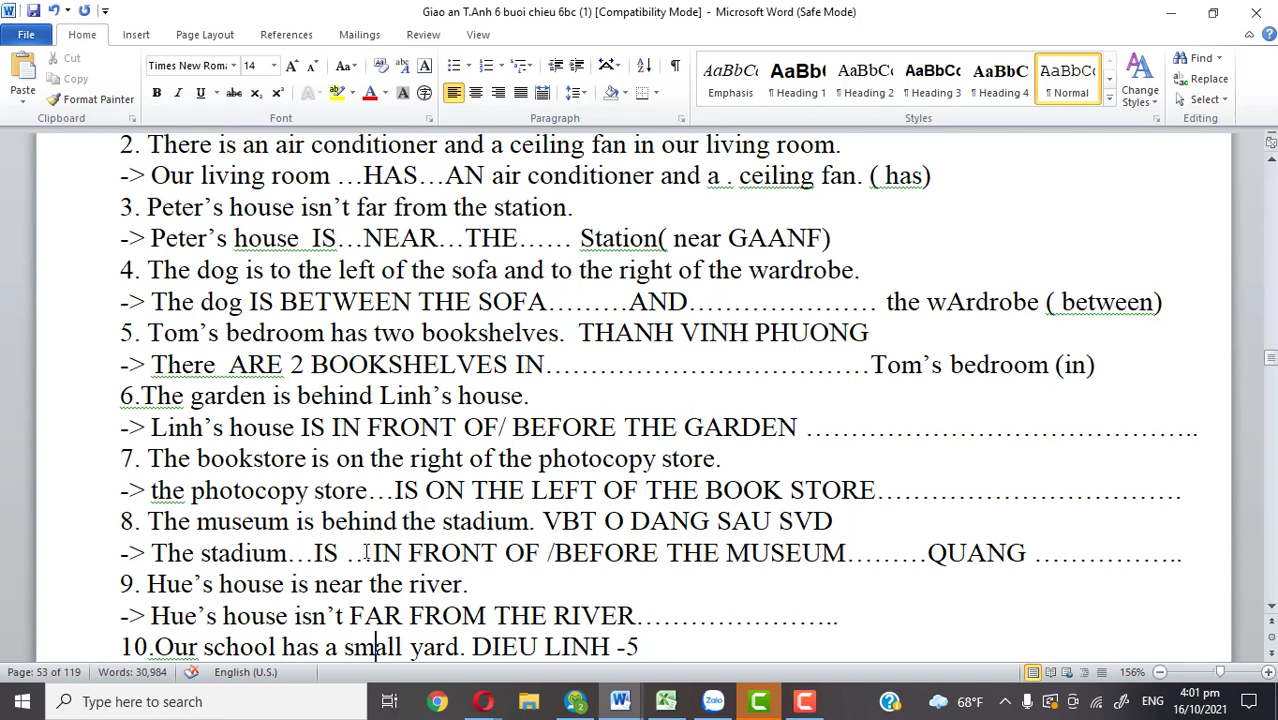 Giao an T.Anh 6 buoi chieu 6bc (1) [Compatibility Mode] - Microsoft Word (Safe Mode)
File Home Insert Page Layout References Mailings Review View
Paste Cut Copy Format Painter
Clipboard
Times New Roma 14
Font
Paragraph
AaBbC Emphasis AaBbCc Heading 1 AaBbCc Heading 2 AaBbCc Heading 3 AaBbC Heading 4 AaBbCc Normal
Change Styles
Styles
Find Replace Select
Editing
2. There is an air conditioner and a ceiling fan in our living room.
-> Our living room …HAS…AN air conditioner and a . ceiling fan. ( has)
3. Peter’s house isn’t far from the station.
-> Peter’s house IS…NEAR…THE…… Station( near GAANF)
4. The dog is to the left of the sofa and to the right of the wardrobe.
-> The dog IS BETWEEN THE SOFA………AND………………… the wArdrobe ( between)
5. Tom’s bedroom has two bookshelves. THANH VINH PHUONG
-> There ARE 2 BOOKSHELVES IN………………………………Tom’s bedroom (in)
6.The garden is behind Linh’s house.
-> Linh’s house IS IN FRONT OF/ BEFORE THE GARDEN …………………………………..
7. The bookstore is on the right of the photocopy store.
-> the photocopy store…IS ON THE LEFT OF THE BOOK STORE………………………….
8. The museum is behind the stadium. VBT O DANG SAU SVD
-> The stadium…IS …IN FRONT OF /BEFORE THE MUSEUM………QUANG ……………..
9. Hue’s house is near the river.
-> Hue’s house isn’t FAR FROM THE RIVER………………….
10.Our school has a small yard. DIEU LINH -5
Page: 53 of 119 Words: 30,984 English (U.S.) 156%
Type here to search 68°F ENG 4:01 pm
16/10/2021